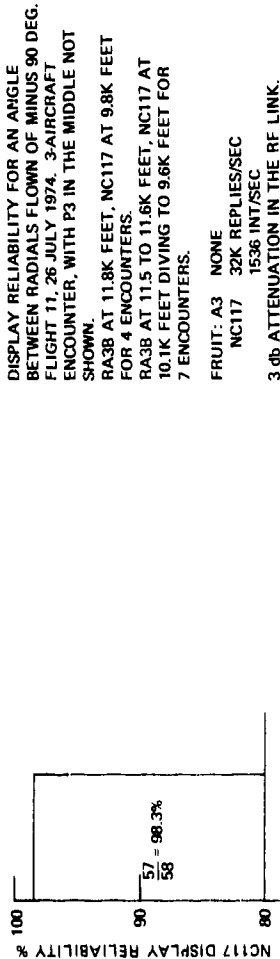 DISPLAY RELIABILITY FOR AN ANGLE
BETWEEN RADIALS FLOWN OF MINUS 90 DEG.
FLIGHT 11, 26 JULY 1974. 3-AIRCRAFT
ENCOUNTER, WITH P3 IN THE MIDDLE NOT
SHOWN.
RA3B AT 11.8K FEET, NC117 AT 9.8K FEET
FOR 4 ENCOUNTERS.
RA3B AT 11.5 TO 11.6K FEET, NC117 AT
10.1K FEET DIVING TO 9.6K FEET FOR
7 ENCOUNTERS.
FRUIT: A3 NONE
NC117 32K REPLIES/SEC
1536 INT/SEC
3 db ATTENUATION IN THE RF LINK.
NC117 DISPLAY RELIABILITY %
100
90
80
57/58 = 98.3%